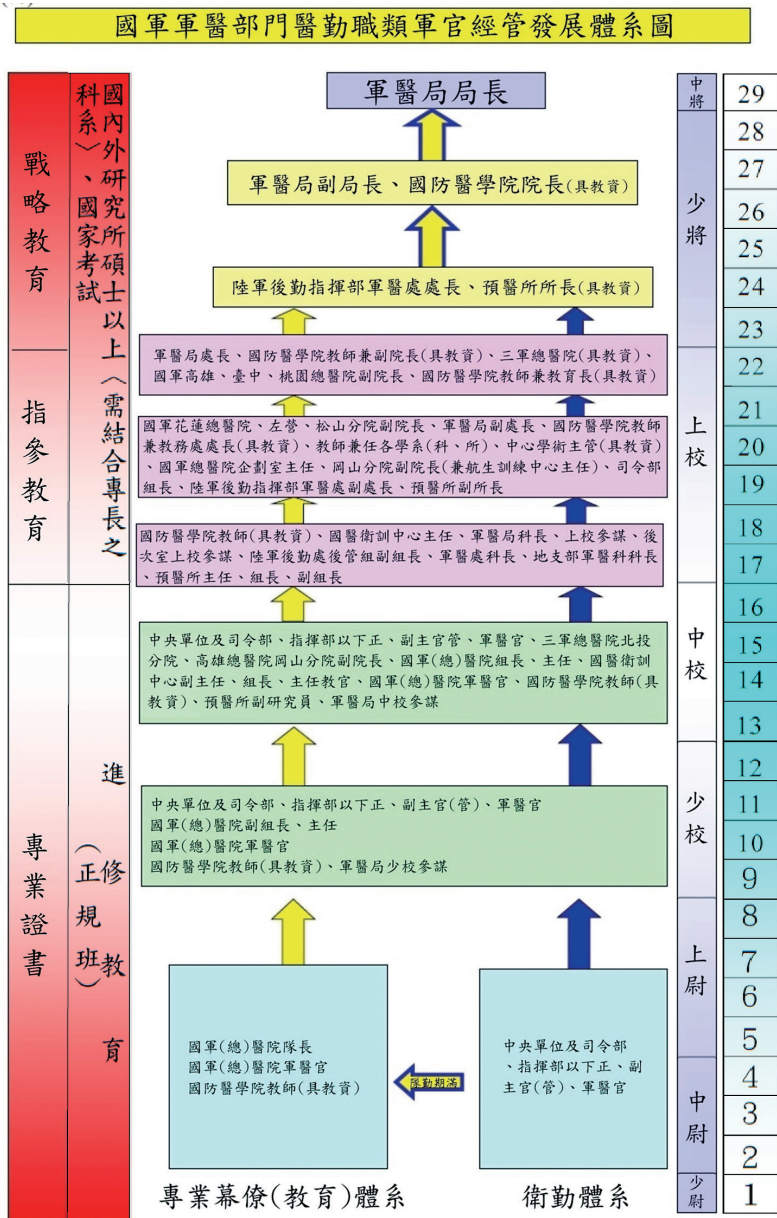 國軍軍醫部門醫勤職類軍官經管發展體系圖
戰略教育
指參教育
專業證書
國內外研究所碩士以上（需結合專長之
科系）、國家考試
進修教育
（正規班）
軍醫局局長
軍醫局副局長、國防醫學院院長(具教資)
陸軍後勤指揮部軍醫處處長、預醫所所長(具教資)
軍醫局處長、國防醫學院教師兼副院長(具教資)、三軍總醫院(具教資)、
國軍高雄、臺中、桃園總醫院副院長、國防醫學院教師兼教育長(具教資)
國軍花蓮總醫院、左營、松山分院副院長、軍醫局副處長、國防醫學院教師
兼教務處處長(具教資)、教師兼任各學系(科、所)、中心學術主管(具教資)
、國軍總醫院企劃室主任、岡山分院副院長(兼航生訓練中心主任)、司令部
組長、陸軍後勤指揮部軍醫處副處長、預醫所副所長
國防醫學院教師(具教資)、國醫衛訓中心主任、軍醫局科長、上校參謀、後
次室上校參謀、陸軍後勤處後管組副組長、軍醫處科長、地支部軍醫科科長
、預醫所主任、組長、副組長
中央單位及司令部、指揮部以下正、副主官管、軍醫官、三軍總醫院北投
分院、高雄總醫院岡山分院副院長、國軍(總)醫院組長、主任、國醫衛訓
中心副主任、組長、主任教官、國軍(總)醫院軍醫官、國防醫學院教師(具
教資)、預醫所副研究員、軍醫局中校參謀
中央單位及司令部、指揮部以下正、副主官(管)、軍醫官
國軍(總)醫院副組長、主任
國軍(總)醫院軍醫官
國防醫學院教師(具教資)、軍醫局少校參謀
國軍(總)醫院隊長
國軍(總)醫院軍醫官
國防醫學院教師(具教資)
隊勤期滿
中央單位及司令部
、指揮部以下正、副
主官(管)、軍醫官
專業幕僚(教育)體系
衛勤體系
中將
少將
上校
中校
少校
上尉
中尉
少尉
29
28
27
26
25
24
23
22
21
20
19
18
17
16
15
14
13
12
11
10
9
8
7
6
5
4
3
2
1